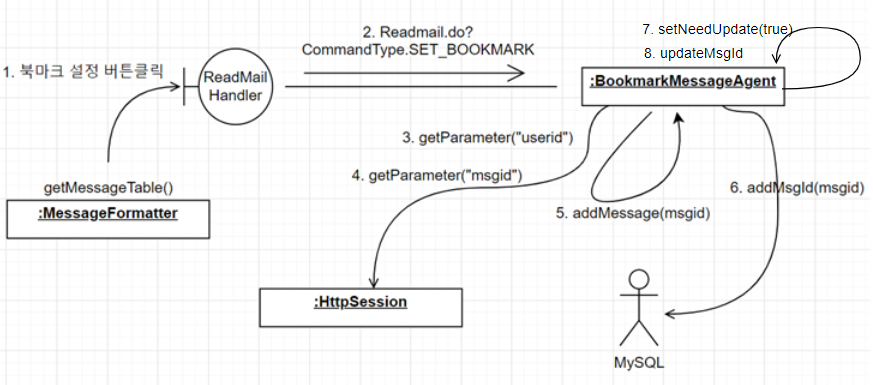 7. setNeedUpdate(true)
2. Readmail.do?
CommandType.SET_BOOKMARK
8. updateMsgId
1. 북마크 설정 버튼클릭
ReadMail
Handler
:BookmarkMessageAgent
3. getParameter("userid")
4. getParameter("msgid")
getMessageTable()
6. addMsgId(msgid)
:MessageFormatter
5. addMessage(msgid)
:HttpSession
MySQL